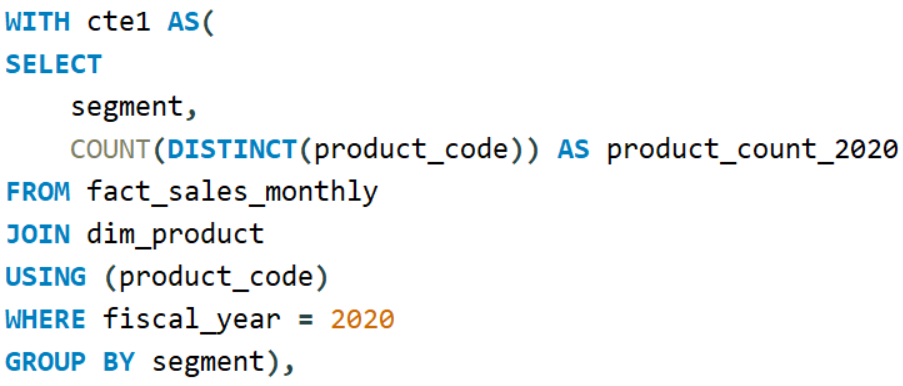 WITH cte1 AS(
SELECT
    segment,
    COUNT(DISTINCT(product_code)) AS product_count_2020
FROM fact_sales_monthly
JOIN dim_product
USING (product_code)
WHERE fiscal_year = 2020
GROUP BY segment),